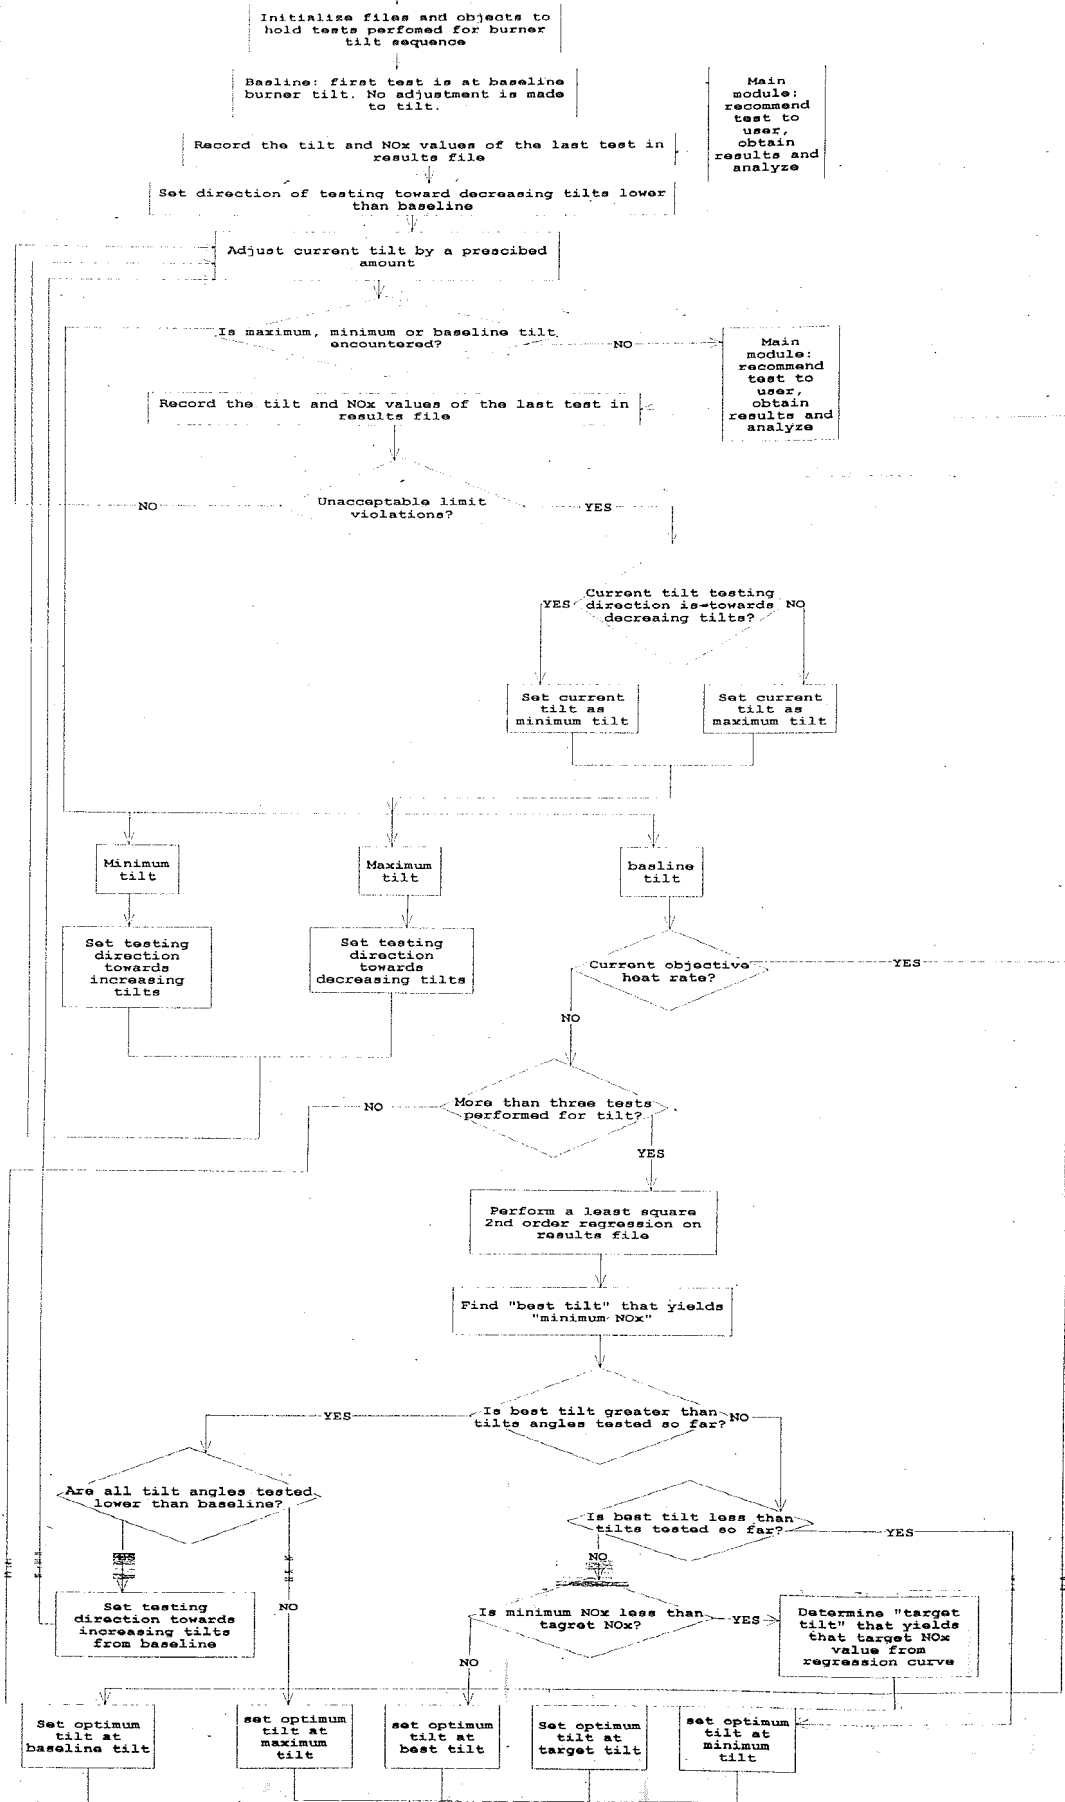 Initialize files and objects to
hold tests perfomed for burner
tilt sequence
Basline: first test is at baseline
burner tilt. No adjustment is made
to tilt.
Main
module:
recommend
test to
user,
obtain
results and
analyze
Record the tilt and NOx values of the last test in
results file
Set direction of testing toward decreasing tilts lower
than baseline
Adjust current tilt by a prescibed
amount
Is maximum, minimum or baseline tilt
encountered?
NO
Main
module:
recommend
test to
user,
obtain
results and
analyze
Record the tilt and NOx values of the last test in
results file
Unacceptable limit
violations?
NO
YES
Current tilt testing
direction is towards
decreaing tilts?
YES
NO
Set current
tilt as
minimum tilt
Set current
tilt as
maximum tilt
Minimum
tilt
Maximum
tilt
basline
tilt
Set testing
direction
towards
increasing
tilts
Set testing
direction
towards
decreasing tilts
Current objective
heat rate?
YES
NO
More than three tests
performed for tilt?
NO
YES
Perform a least square
2nd order regression on
results file
Find "best tilt" that yields
"minimum NOx"
Is best tilt greater than
tilts angles tested so far?
YES
NO
Are all tilt angles tested
lower than baseline?
Is best tilt less than
tilts tested so far?
YES
YES
NO
NO
Set testing
direction towards
increasing tilts
from baseline
Is minimum NOx less than
tagret NOx?
YES
NO
Determine "target
tilt" that yields
that target NOx
value from
regression curve
Set optimum
tilt at
baseline tilt
set optimum
tilt at
maximum
tilt
set optimum
tilt at
best tilt
Set optimum
tilt at
target tilt
set optimum
tilt at
minimum
tilt